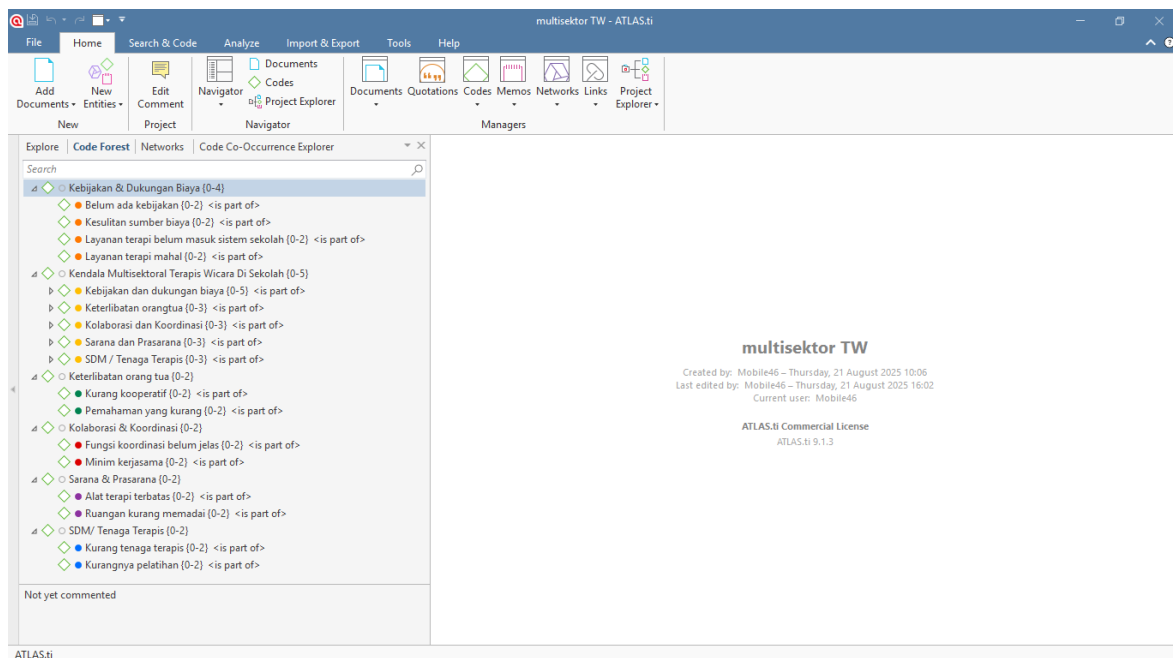 multisektor TW - ATLAS.ti
File Home Search & Code Analyze Import & Export Tools Help
Add Documents
New Entities
Edit Comment
Navigator
Documents
Codes
Project Explorer
Documents Quotations Codes Memos Networks Links Project Explorer
New Project Navigator Managers
Explore Code Forest Networks Code Co-Occurrence Explorer
Search
Kebijakan & Dukungan Biaya {0-4}
Belum ada kebijakan {0-2} <is part of>
Kesulitan sumber biaya {0-2} <is part of>
Layanan terapi belum masuk sistem sekolah {0-2} <is part of>
Layanan terapi mahal {0-2} <is part of>
Kendala Multisektoral Terapis Wicara Di Sekolah {0-5}
Kebijakan dan dukungan biaya {0-5} <is part of>
Keterlibatan orangtua {0-3} <is part of>
Kolaborasi dan Koordinasi {0-3} <is part of>
Sarana dan Prasarana {0-3} <is part of>
SDM / Tenaga Terapis {0-3} <is part of>
Keterlibatan orang tua {0-2}
Kurang kooperatif {0-2} <is part of>
Pemahaman yang kurang {0-2} <is part of>
Kolaborasi & Koordinasi {0-2}
Fungsi koordinasi belum jelas {0-2} <is part of>
Minim kerjasama {0-2} <is part of>
Sarana & Prasarana {0-2}
Alat terapi terbatas {0-2} <is part of>
Ruangan kurang memadai {0-2} <is part of>
SDM/ Tenaga Terapis {0-2}
Kurang tenaga terapis {0-2} <is part of>
Kurangnya pelatihan {0-2} <is part of>
Not yet commented
multisektor TW
Created by: Mobile46 – Thursday, 21 August 2025 10:06
Last edited by: Mobile46 – Thursday, 21 August 2025 16:02
Current user: Mobile46
ATLAS.ti Commercial License
ATLAS.ti 9.1.3
ATLAS.ti